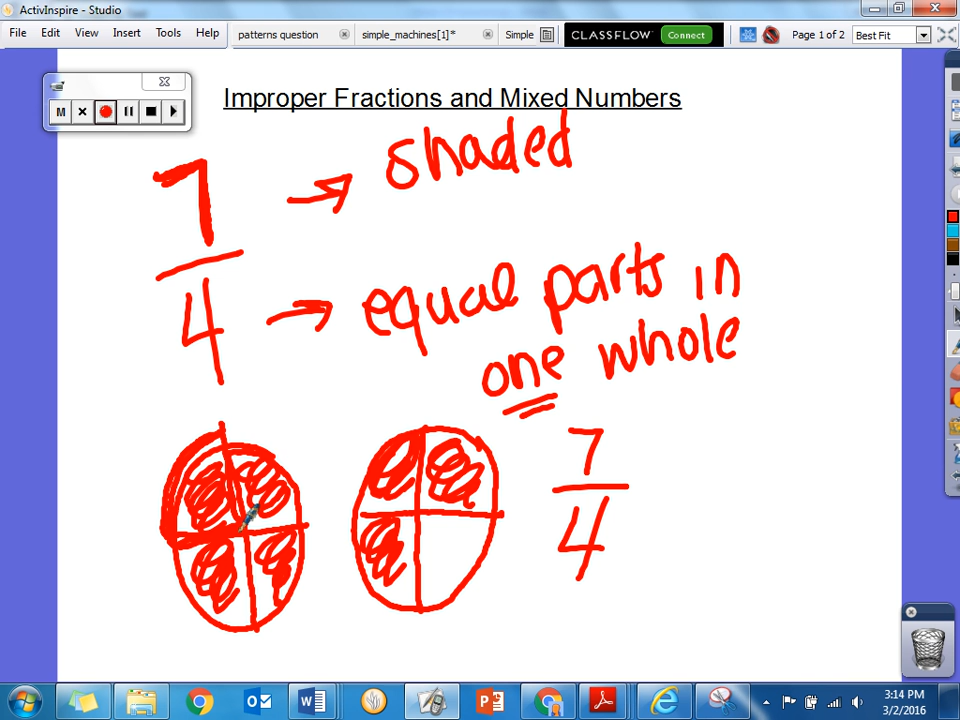 ActivInspire - Studio
File Edit View Insert Tools Help
patterns question simple_machines[1]* Simple CLASSFLOW Connect Page 1 of 2 Best Fit
M
Improper Fractions and Mixed Numbers
7 → shaded
4 → equal parts in
one whole
7
4
3:14 PM
3/2/2016